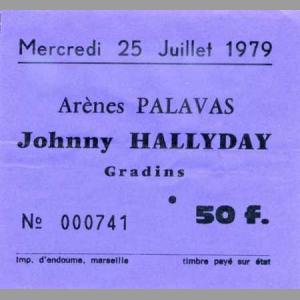 Mercredi 25 Juillet 1979
Arènes PALAVAS
Johnny HALLYDAY
Gradins
№ 000741
50 f.
imp. d'endoume, marseille
timbre payé sur état